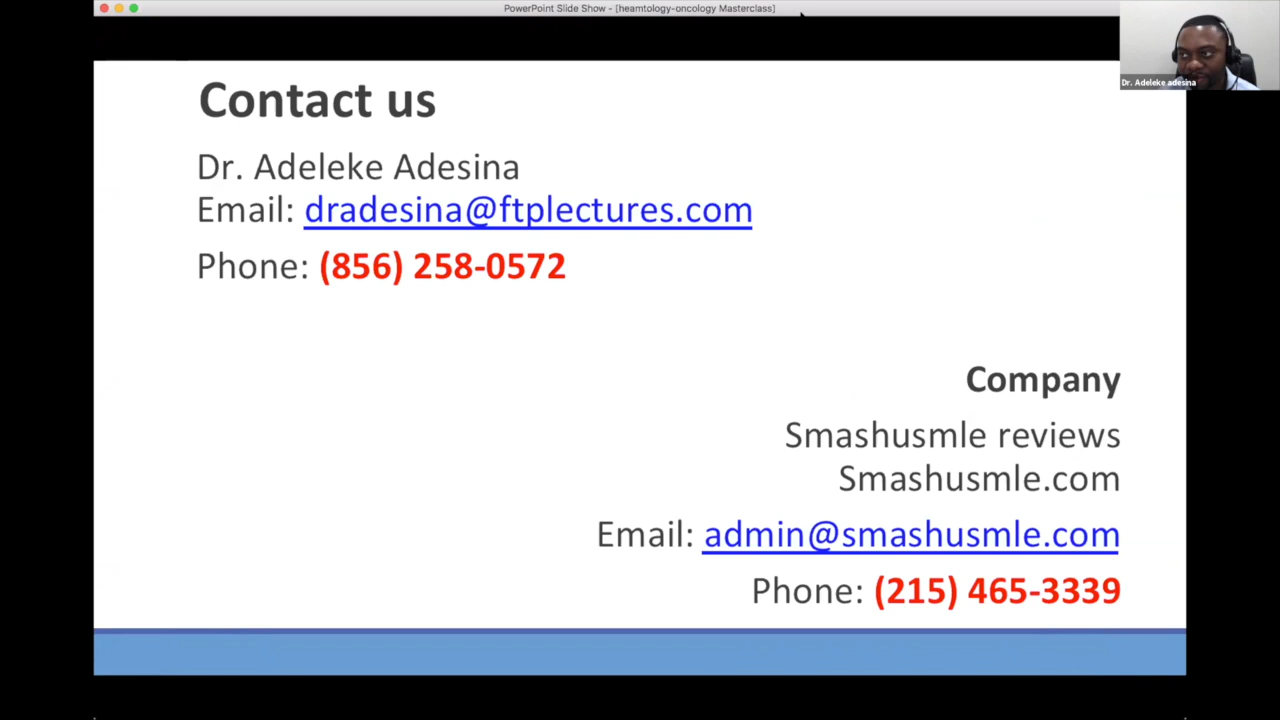 PowerPoint Slide Show - [heamtology-oncology Masterclass]
Dr. Adeleke adesina
Contact us
Dr. Adeleke Adesina
Email: dradesina@ftplectures.com
Phone: (856) 258-0572
Company
Smashusmle reviews
Smashusmle.com
Email: admin@smashusmle.com
Phone: (215) 465-3339